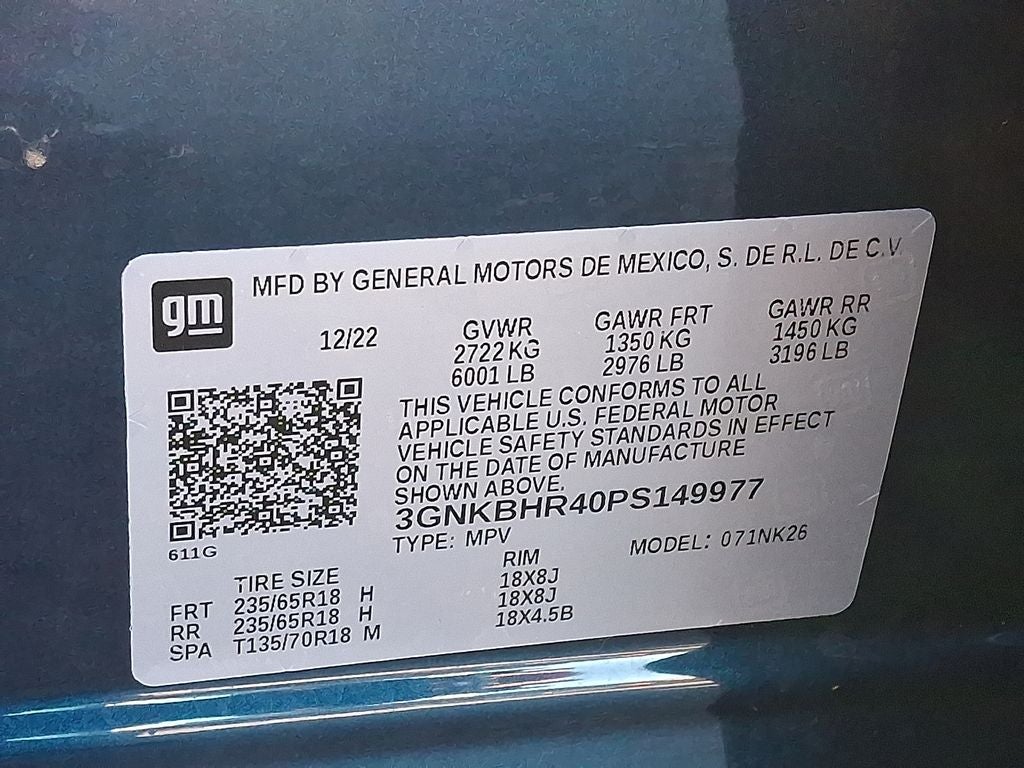 gm
MFD BY GENERAL MOTORS DE MEXICO, S. DE R.L. DE C.V.
12/22
GVWR
2722 KG
6001 LB
GAWR FRT
1350 KG
2976 LB
GAWR RR
1450 KG
3196 LB
THIS VEHICLE CONFORMS TO ALL
APPLICABLE U.S. FEDERAL MOTOR
VEHICLE SAFETY STANDARDS IN EFFECT
ON THE DATE OF MANUFACTURE
SHOWN ABOVE.
3GNKBHR40PS149977
TYPE: MPV
MODEL: 071NK26
611G
TIRE SIZE
RIM
FRT 235/65R18 H 18X8J
RR 235/65R18 H 18X8J
SPA T135/70R18 M 18X4.5B